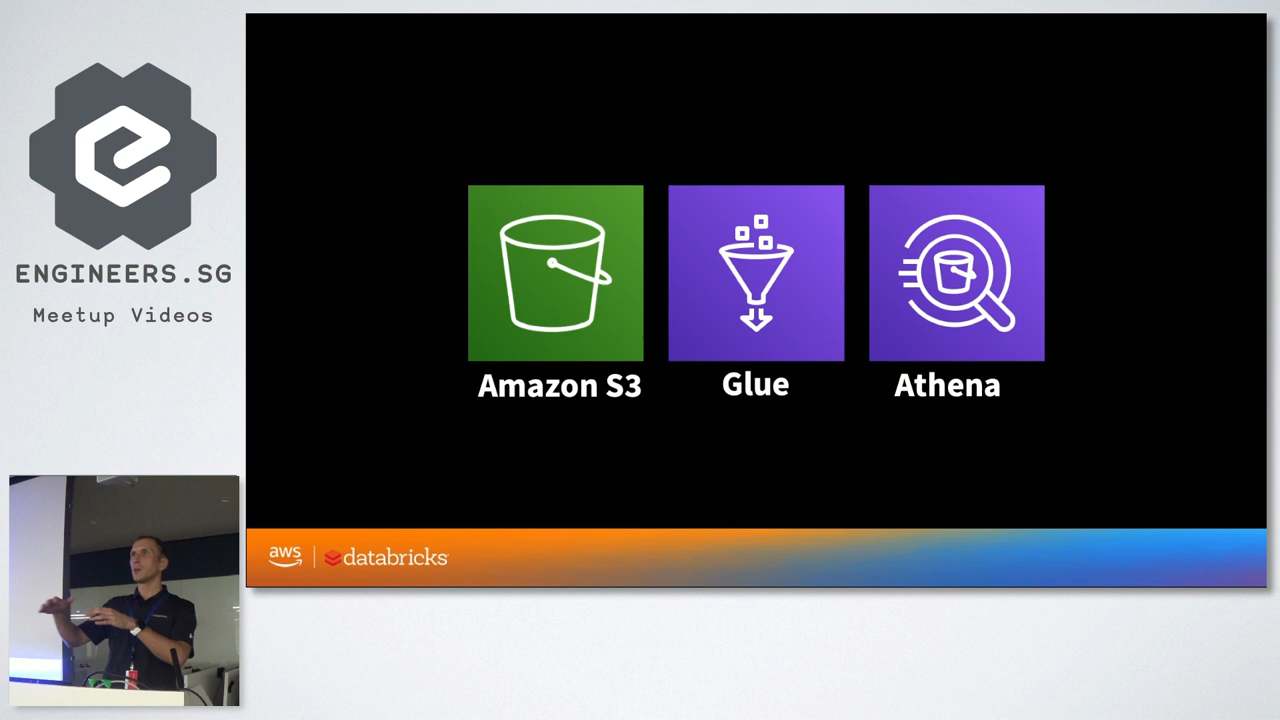 ENGINEERS.SG
Meetup Videos
Amazon S3
Glue
Athena
aws
databricks